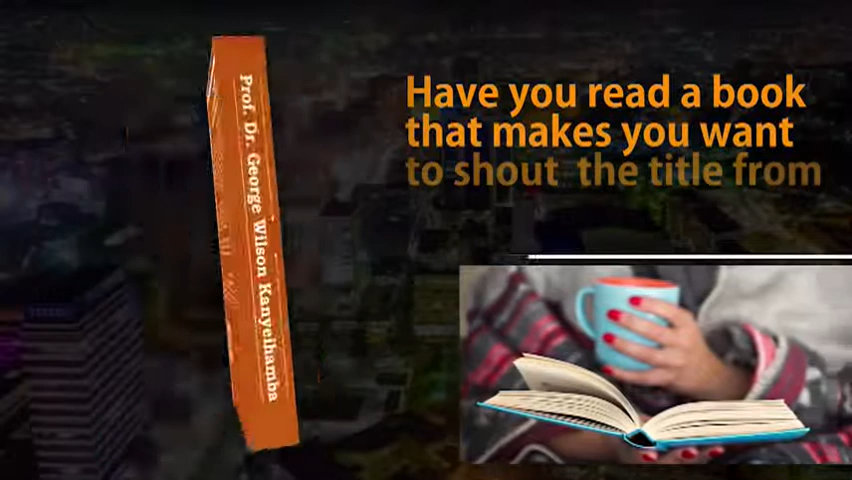 Prof. Dr. George Wilson Kanyeihamba
Have you read a book
that makes you want
to shout the title from